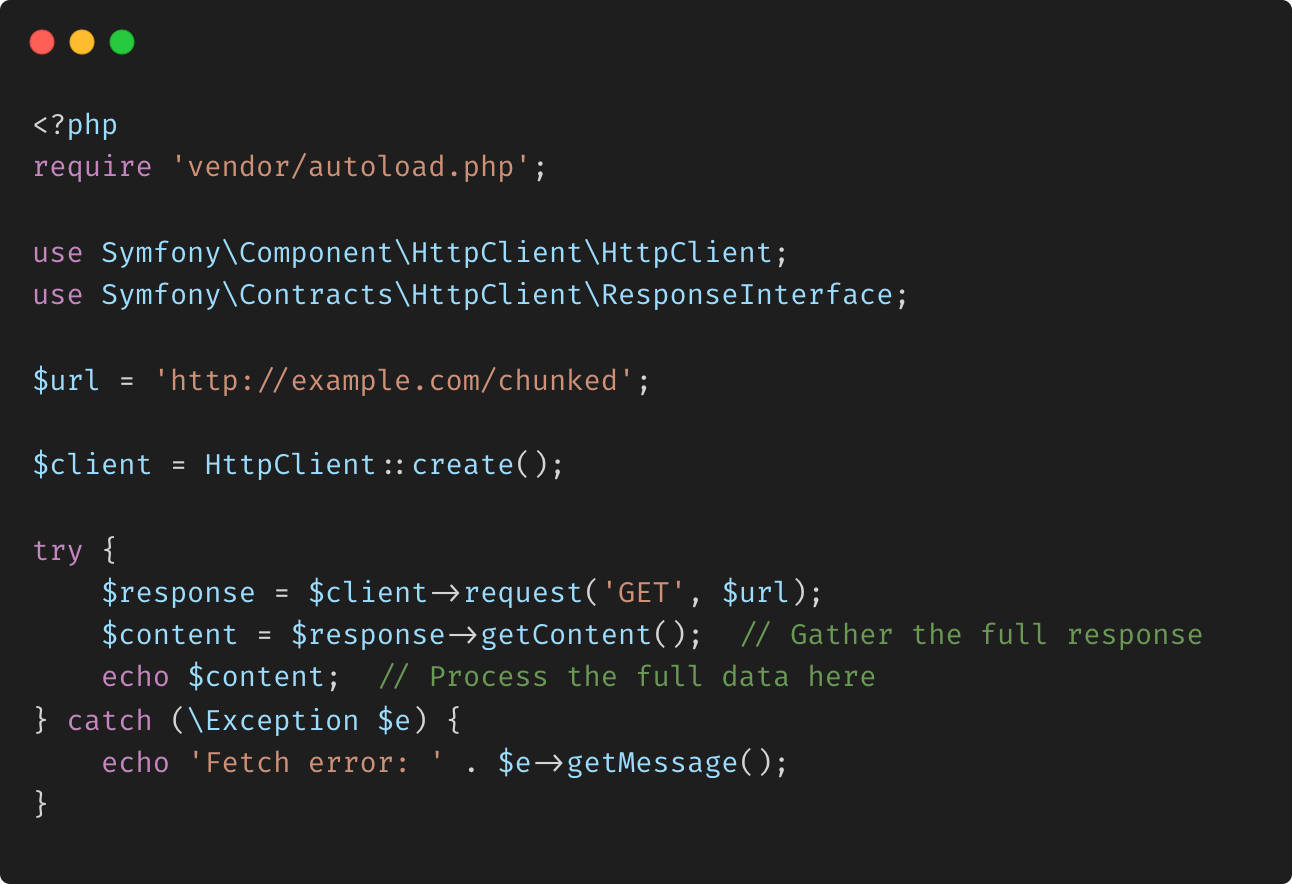 <?php
require 'vendor/autoload.php';
use Symfony\Component\HttpClient\HttpClient;
use Symfony\Contracts\HttpClient\ResponseInterface;
$url = 'http://example.com/chunked';
$client = HttpClient::create();
try {
    $response = $client->request('GET', $url);
    $content = $response->getContent();  // Gather the full response
    echo $content;  // Process the full data here
} catch (\Exception $e) {
    echo 'Fetch error: ' . $e->getMessage();
}